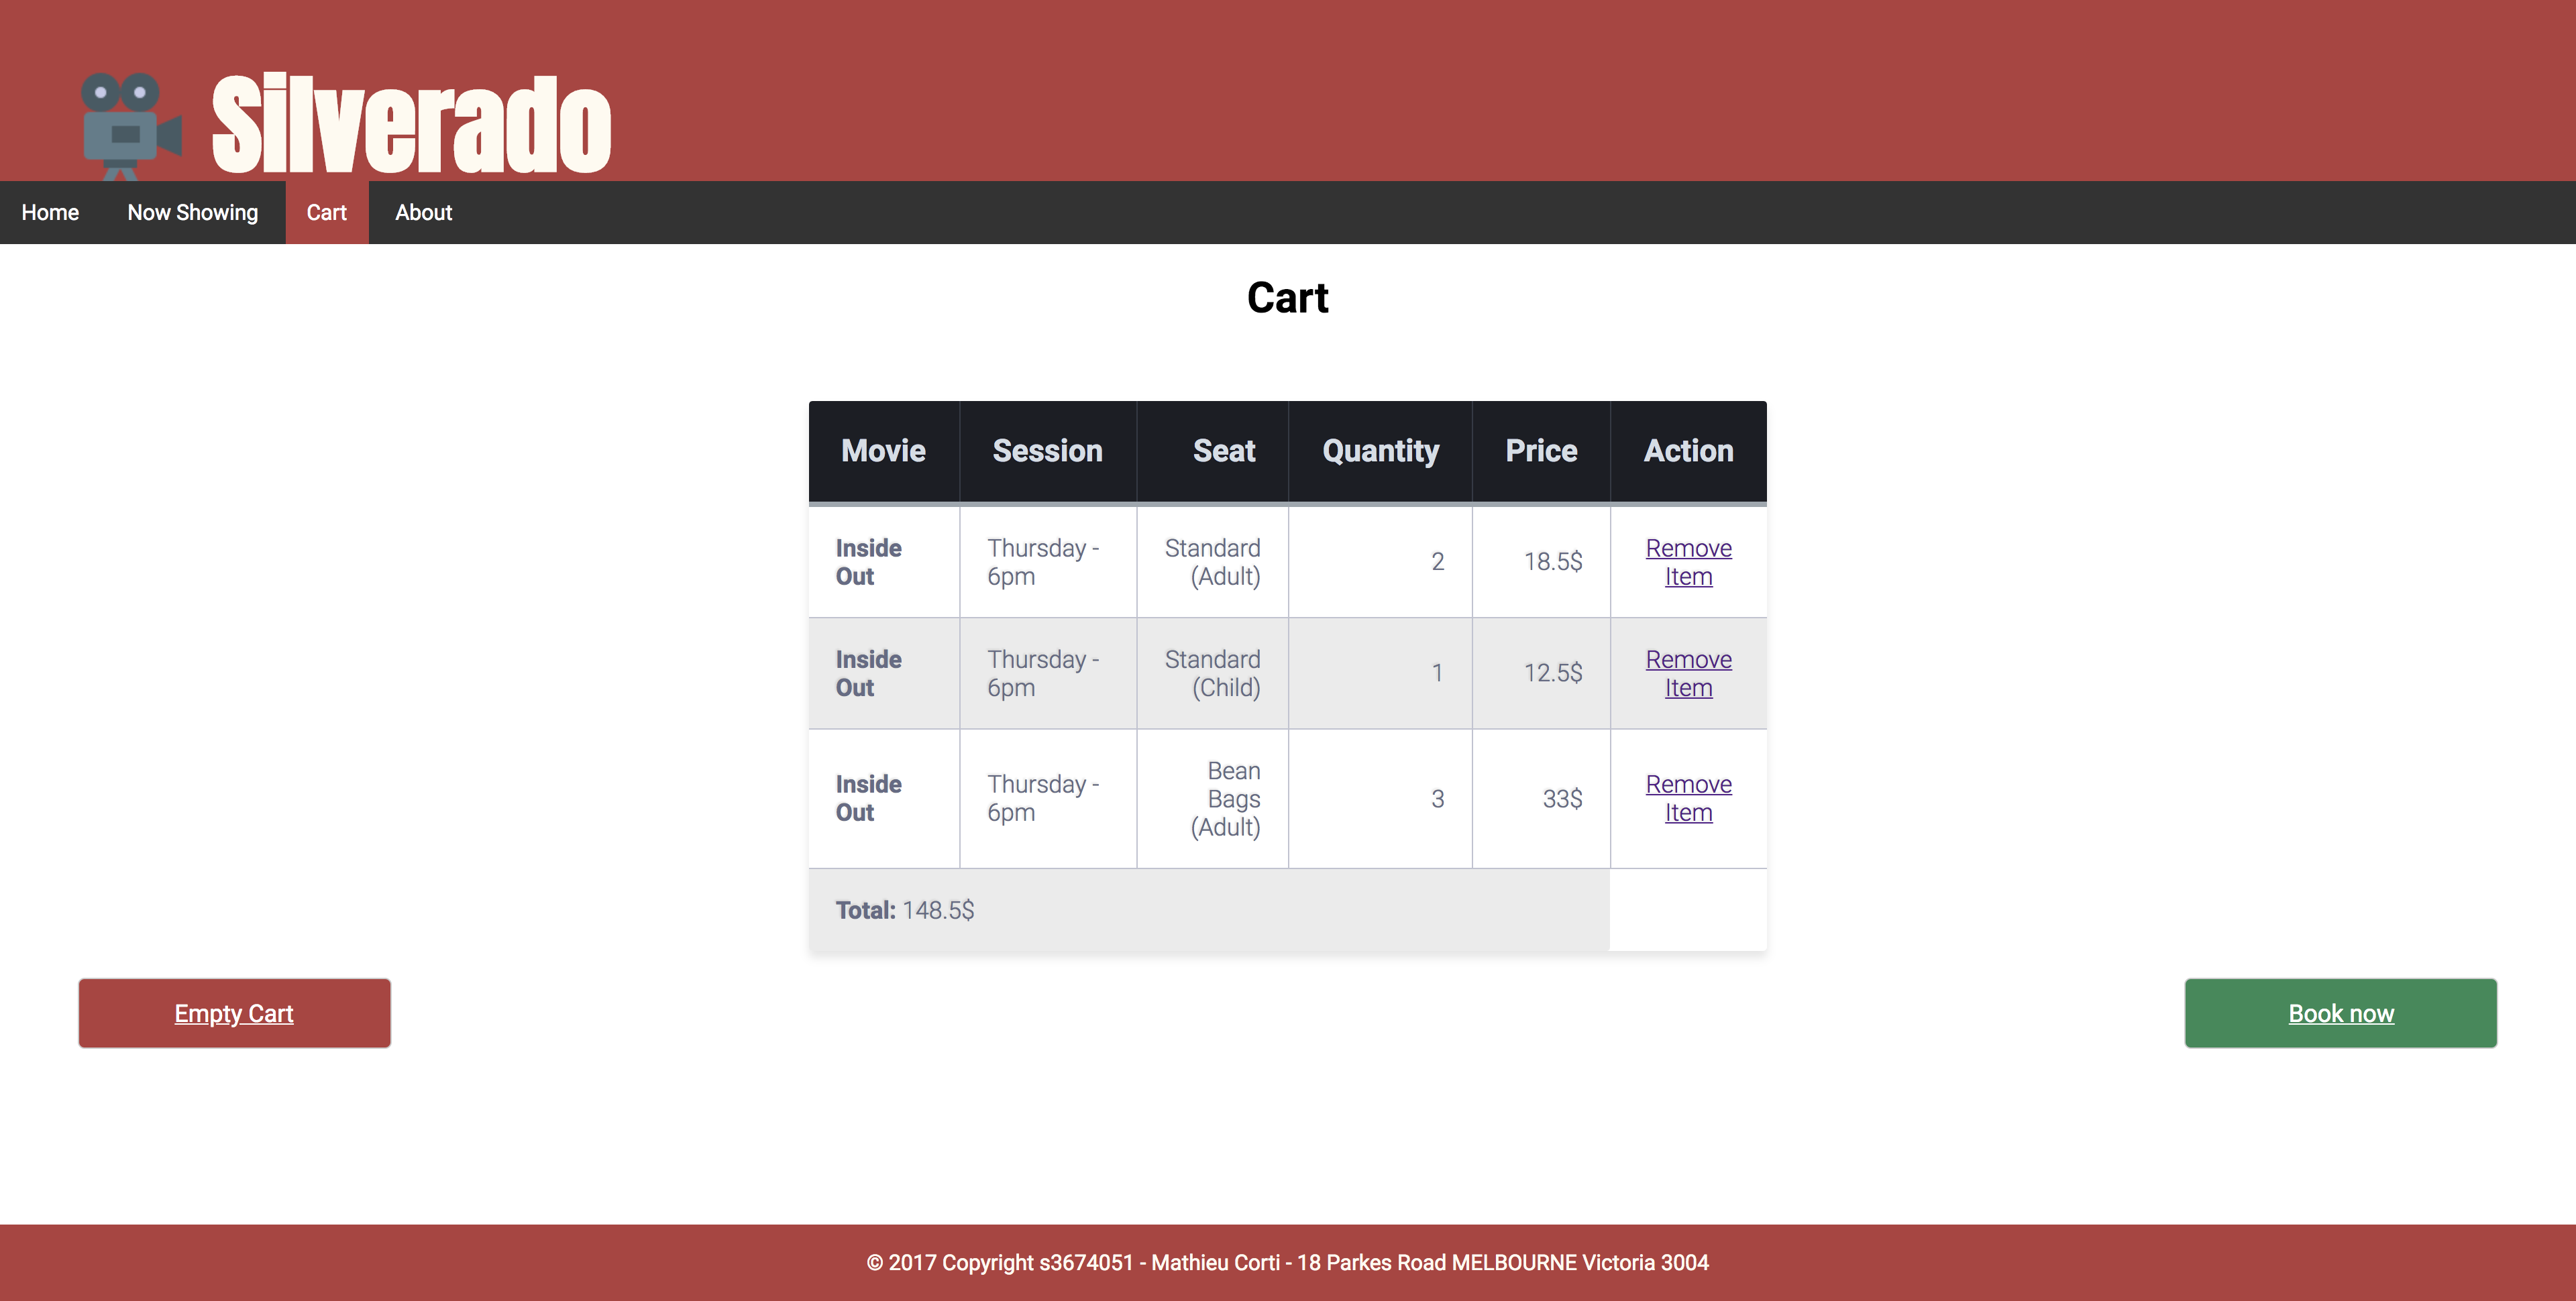 Silverado
Home Now Showing Cart About
Cart
Movie Session Seat Quantity Price Action
Inside Out Thursday - 6pm Standard (Adult) 2 18.5$ Remove Item
Inside Out Thursday - 6pm Standard (Child) 1 12.5$ Remove Item
Inside Out Thursday - 6pm Bean Bags (Adult) 3 33$ Remove Item
Total: 148.5$
Empty Cart Book now
© 2017 Copyright s3674051 - Mathieu Corti - 18 Parkes Road MELBOURNE Victoria 3004